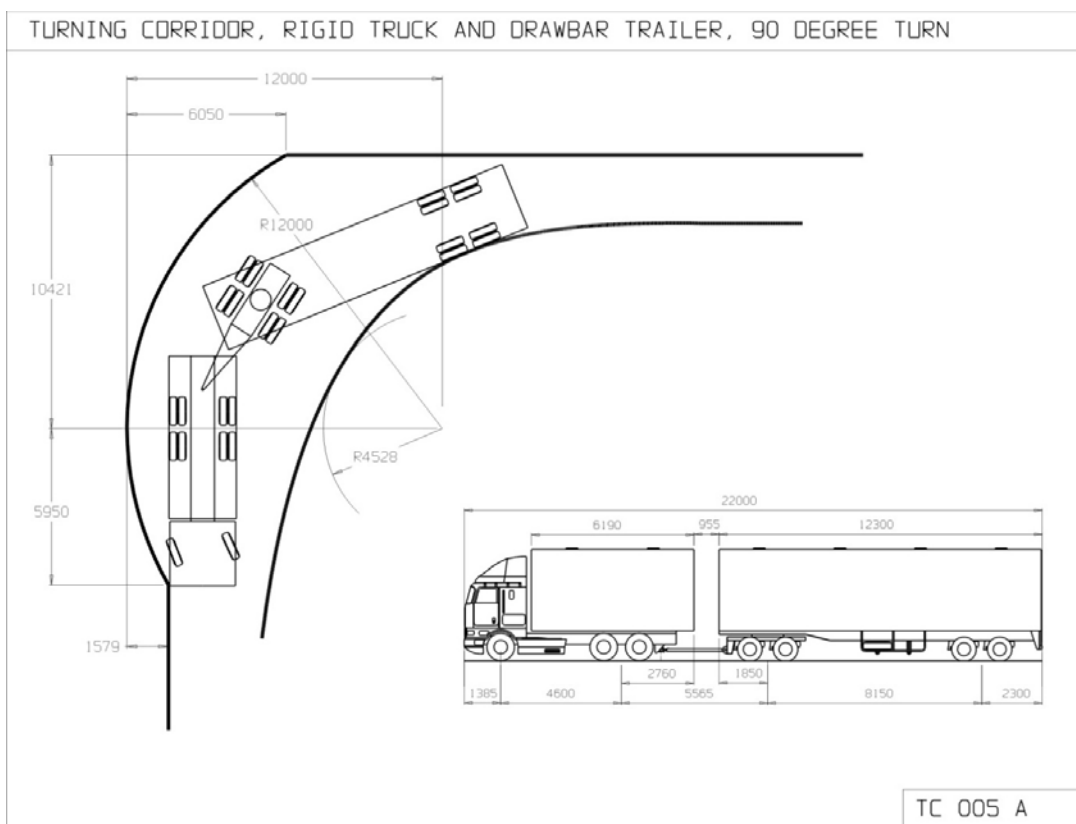 TURNING CORRIDOR, RIGID TRUCK AND DRAWBAR TRAILER, 90 DEGREE TURN
12000
6050
R12000
10421
R4528
5950
22000
6190 955 12300
1579
2760 1850
1385 4600 5565 8150 2300
TC 005 A